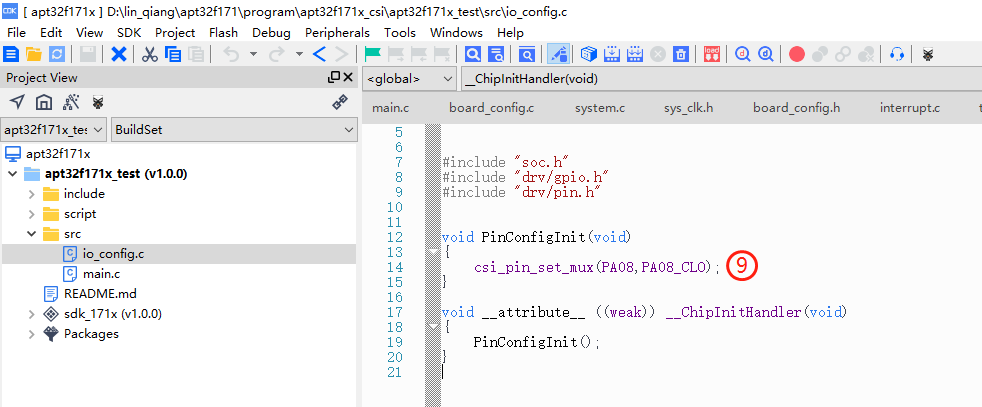 [ apt32f171x ] D:\lin_qiang\apt32f171\program\apt32f171x_csi\apt32f171x_test\src\io_config.c
File Edit View SDK Project Flash Debug Peripherals Tools Windows Help
Project View
<global> __ChipInitHandler(void)
main.c board_config.c system.c sys_clk.h board_config.h interrupt.c
apt32f171x_te: BuildSet
apt32f171x
apt32f171x_test (v1.0.0)
include
script
src
io_config.c
main.c
README.md
sdk_171x (v1.0.0)
Packages
5
6
7 #include "soc.h"
8 #include "drv/gpio.h"
9 #include "drv/pin.h"
10
11
12 void PinConfigInit(void)
13 {
14 csi_pin_set_mux(PA08,PA08_CLO); ⑨
15 }
16
17 void __attribute__ ((weak)) __ChipInitHandler(void)
18 {
19 PinConfigInit();
20 }
21